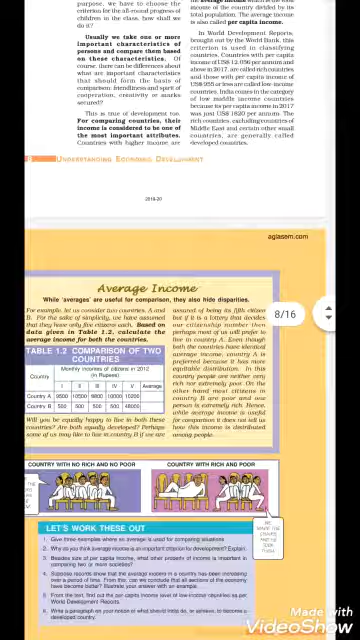 purpose, we have to choose the
criterion for the all-round progress of
children in the class, how shall we
do it?
Usually we take one or more
important characteristics of
persons and compare them based
on these characteristics. Of
course, there can be differences about
what are important characteristics
that should form the basis of
comparison: friendliness and spirit of
cooperation, creativity or marks
secured?
This is true of development too.
For comparing countries, their
income is considered to be one of
the most important attributes.
Countries with higher income are
income of the country divided by its
total population. The average income
is also called per capita income.
In World Development Reports,
brought out by the World Bank, this
criterion is used in classifying
countries. Countries with per capita
income of US$ 12,056 per annum and
above in 2017, are called rich countries
and those with per capita income of
US$ 955 or less are called low-income
countries. India comes in the category
of low middle income countries
because its per capita income in 2017
was just US$ 1820 per annum. The
rich countries, excluding countries of
Middle East and certain other small
countries, are generally called
developed countries.
UNDERSTANDING ECONOMIC DEVELOPMENT
2019-20
aglasem.com
Average Income
While 'averages' are useful for comparison, they also hide disparities.
For example, let us consider two countries, A and
B. For the sake of simplicity, we have assumed
that they have only five citizens each. Based on
data given in Table 1.2, calculate the
average income for both the countries.
TABLE 1.2 COMPARISON OF TWO
COUNTRIES
Monthly incomes of citizens in 2012
(in Rupees)
Country
I II III IV V Average
Country A 9500 10500 9800 10000 10200
Country B 500 500 500 500 48000
Will you be equally happy to live in both these
countries? Are both equally developed? Perhaps
some of us may like to live in country B if we are
assured of being its fifth citizen
but if it is a lottery that decides
our citizenship number then
perhaps most of us will prefer to
live in country A. Even though
both the countries have identical
average income, country A is
preferred because it has more
equitable distribution. In this
country people are neither very
rich nor extremely poor. On the
other hand most citizens in
country B are poor and one
person is extremely rich. Hence,
while average income is useful
for comparison it does not tell us
how this income is distributed
among people.
8/16
COUNTRY WITH NO RICH AND NO POOR
COUNTRY WITH RICH AND POOR
WE
MADE THE
CHAIRS
AND HE
TOOK
THEM
LET'S WORK THESE OUT
1. Give three examples where an average is used for comparing situations.
2. Why do you think average income is an important criterion for development? Explain.
3. Besides size of per capita income, what other property of income is important in
comparing two or more societies?
4. Suppose records show that the average income in a country has been increasing
over a period of time. From this, can we conclude that all sections of the economy
have become better? Illustrate your answer with an example.
5. From the text, find out the per capita income level of low-income countries as per
World Development Reports.
6. Write a paragraph on your notion of what should India do, or achieve, to become a
developed country.
Made with
VideoShow